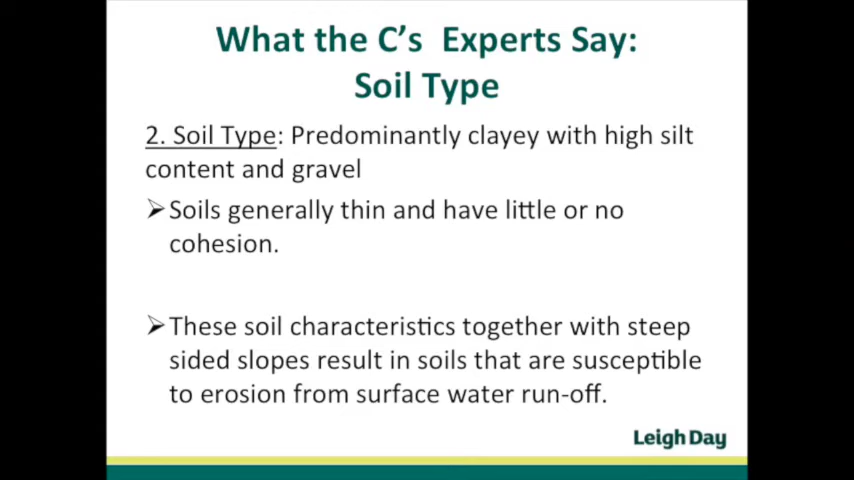 What the C's  Experts Say:
Soil Type
2. Soil Type: Predominantly clayey with high silt
content and gravel
➢Soils generally thin and have little or no
cohesion.
➢These soil characteristics together with steep
sided slopes result in soils that are susceptible
to erosion from surface water run-off.
Leigh Day